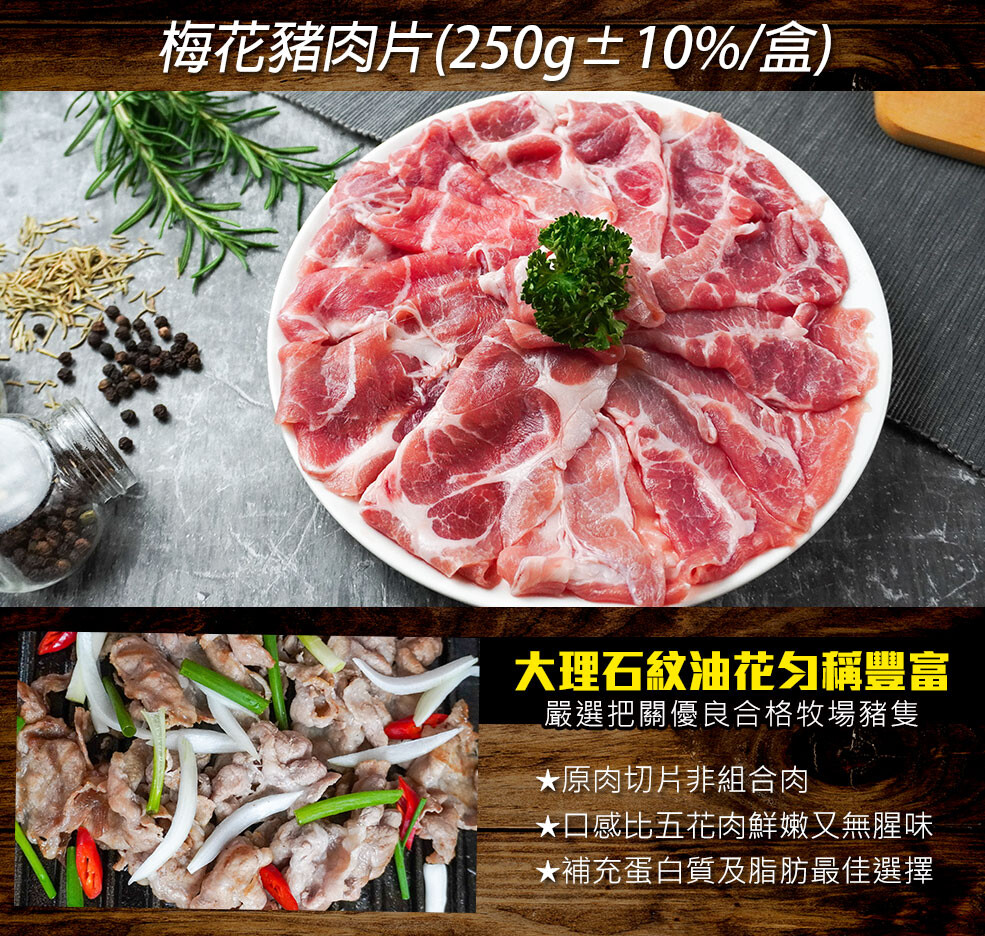 梅花豬肉片(250g±10%/盒)
大理石紋油花勻稱豐富
嚴選把關優良合格牧場豬隻
★原肉切片非組合肉
★口感比五花肉鮮嫩又無腥味
★補充蛋白質及脂肪最佳選擇